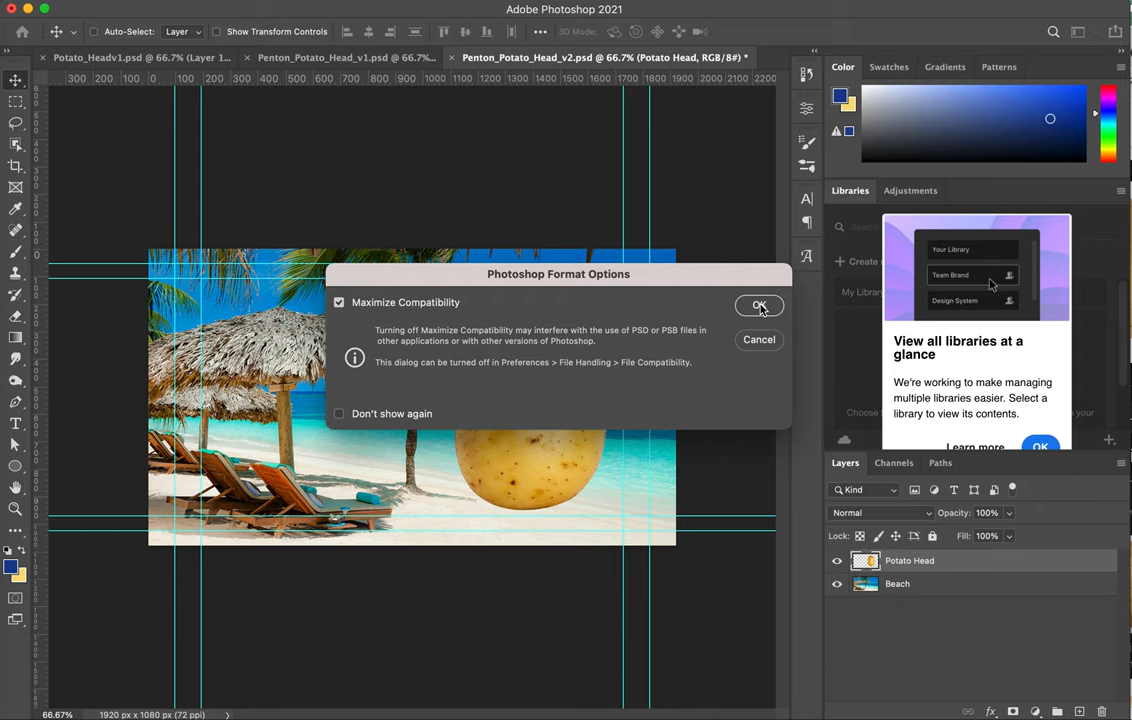 Adobe Photoshop 2021
Auto-Select: Layer Show Transform Controls ••• 3D Mode:
Potato_Headv1.psd @ 66.7% (Layer 1... Penton_Potato_Head_v1.psd @ 66.7%... Penton_Potato_Head_v2.psd @ 66.7% (Potato Head, RGB/8#) *
300 200 100 0 100 200 300 400 500 600 700 800 900 1000 1100 1200 1300 1400 1500 1600 1700 1800 1900 2000 2100 2200
Color Swatches Gradients Patterns
Libraries Adjustments
Your Library
Team Brand
Design System
Search
Create
My Library
View all libraries at a
glance
We're working to make managing
multiple libraries easier. Select a
library to view its contents.
Choose
your
Learn more OK
Photoshop Format Options
Maximize Compatibility
Turning off Maximize Compatibility may interfere with the use of PSD or PSB files in
other applications or with other versions of Photoshop.
This dialog can be turned off in Preferences > File Handling > File Compatibility.
Don't show again
OK
Cancel
Layers Channels Paths
Kind
Normal Opacity: 100%
Lock: Fill: 100%
Potato Head
Beach
fx
66.67% 1920 px x 1080 px (72 ppi)